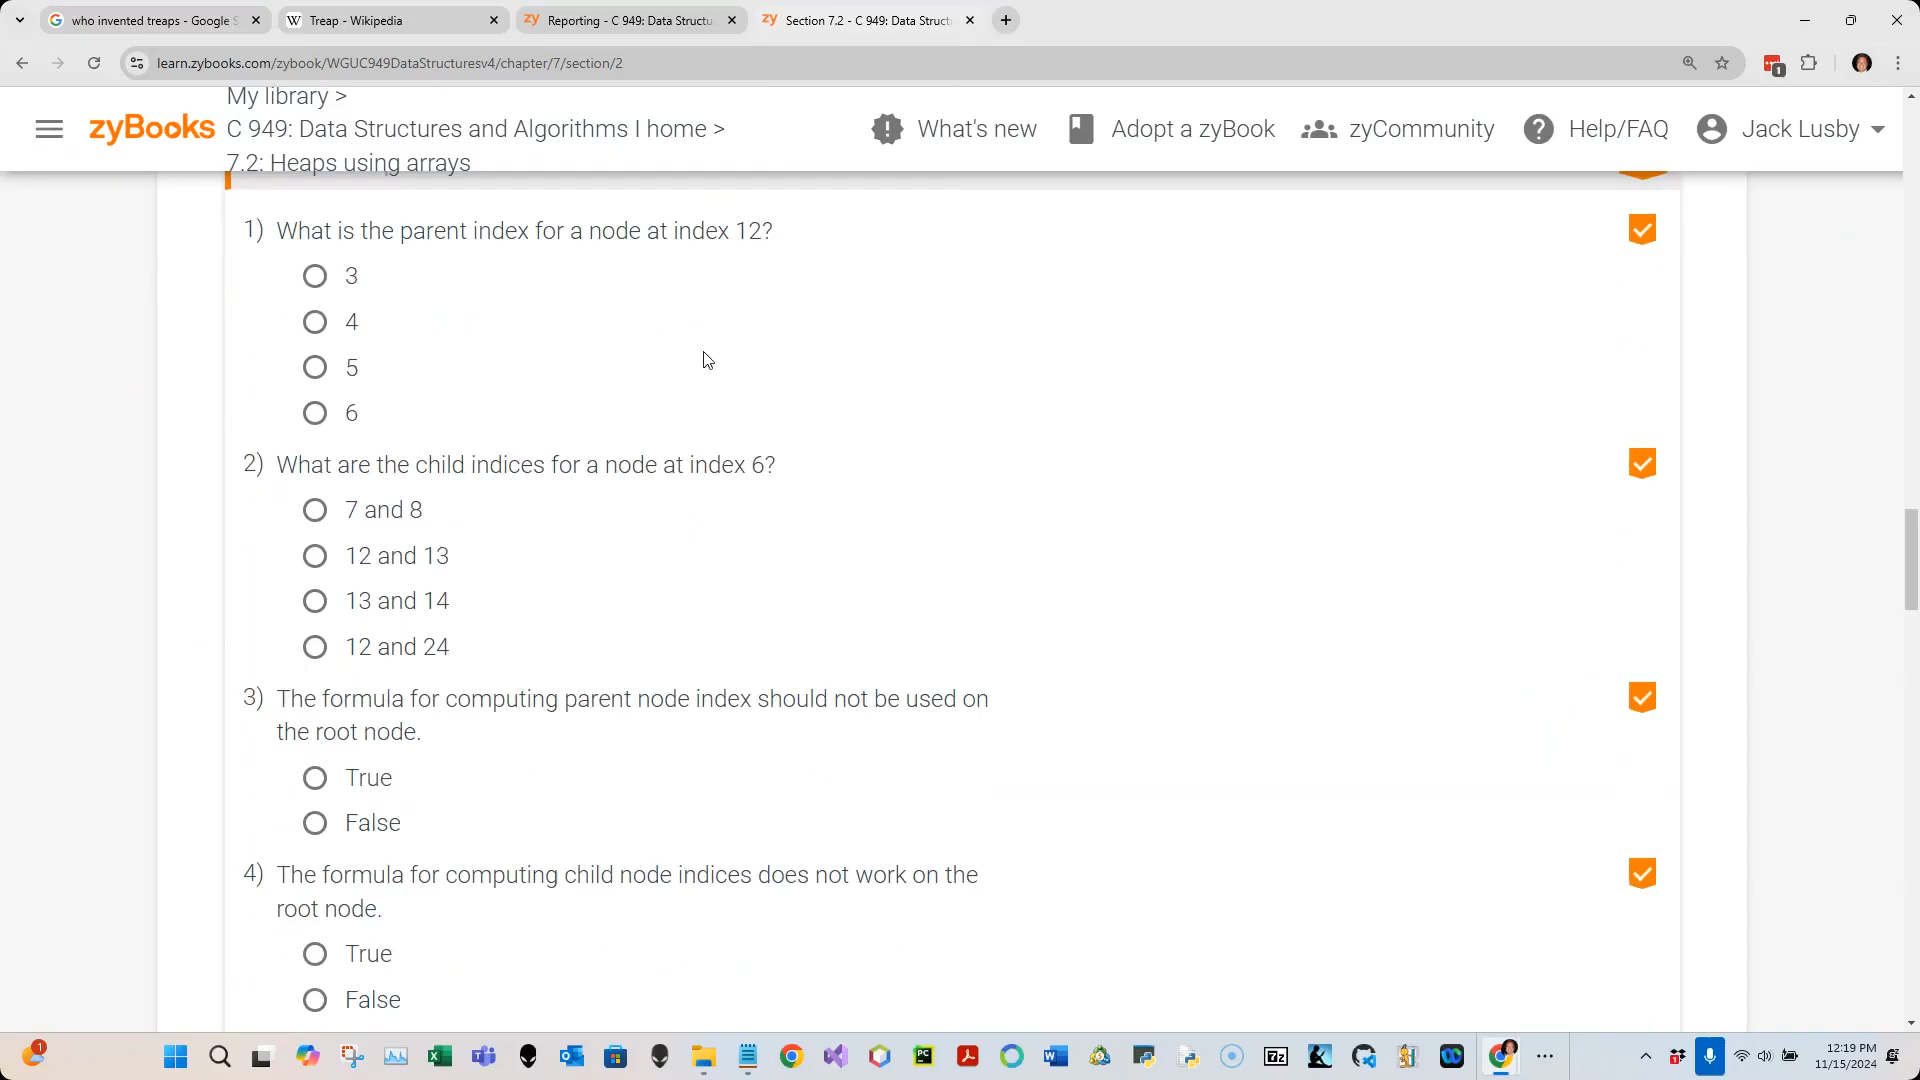 who invented treaps - Google S
Treap - Wikipedia
Reporting - C 949: Data Structu
Section 7.2 - C 949: Data Struct
learn.zybooks.com/zybook/WGUC949DataStructuresv4/chapter/7/section/2
1
My library >
zyBooks
C 949: Data Structures and Algorithms I home >
7.2: Heaps using arrays
What's new
Adopt a zyBook
zyCommunity
Help/FAQ
Jack Lusby
1) What is the parent index for a node at index 12?
3
4
5
6
2) What are the child indices for a node at index 6?
7 and 8
12 and 13
13 and 14
12 and 24
3) The formula for computing parent node index should not be used on
the root node.
True
False
4) The formula for computing child node indices does not work on the
root node.
True
False
1
12:19 PM
11/15/2024